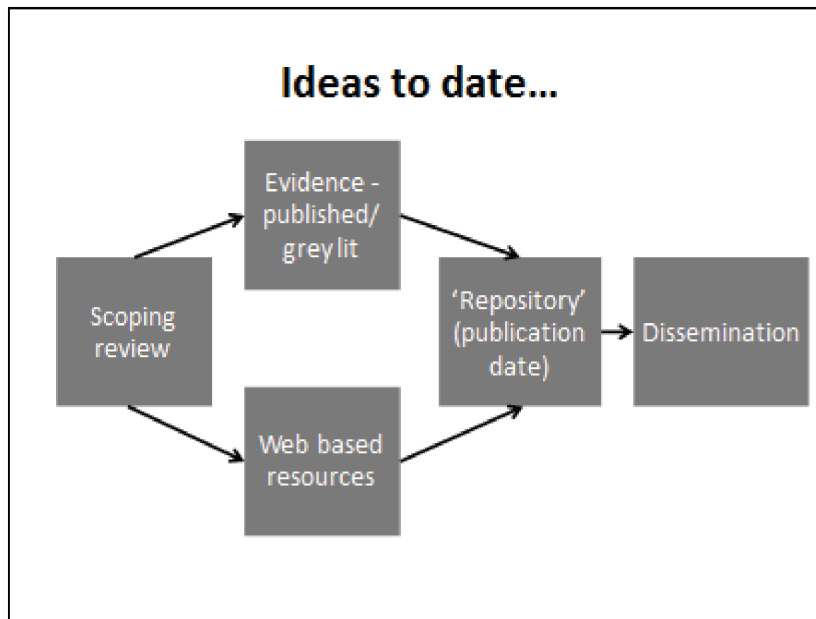 Ideas to date...
Evidence -
published/
grey lit
Scoping
review
'Repository'
(publication
date)
Dissemination
Web based
resources